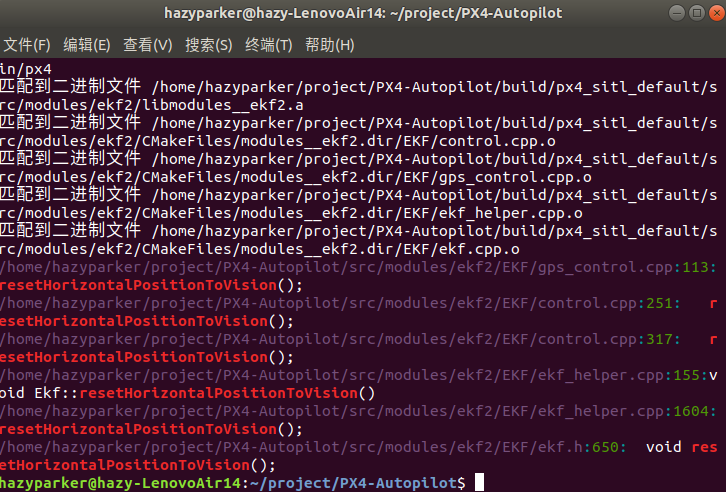 hazyparker@hazy-LenovoAir14: ~/project/PX4-Autopilot
文件(F) 编辑(E) 查看(V) 搜索(S) 终端(T) 帮助(H)
in/px4
匹配到二进制文件 /home/hazyparker/project/PX4-Autopilot/build/px4_sitl_default/s
rc/modules/ekf2/libmodules__ekf2.a
匹配到二进制文件 /home/hazyparker/project/PX4-Autopilot/build/px4_sitl_default/s
rc/modules/ekf2/CMakeFiles/modules__ekf2.dir/EKF/control.cpp.o
匹配到二进制文件 /home/hazyparker/project/PX4-Autopilot/build/px4_sitl_default/s
rc/modules/ekf2/CMakeFiles/modules__ekf2.dir/EKF/gps_control.cpp.o
匹配到二进制文件 /home/hazyparker/project/PX4-Autopilot/build/px4_sitl_default/s
rc/modules/ekf2/CMakeFiles/modules__ekf2.dir/EKF/ekf_helper.cpp.o
匹配到二进制文件 /home/hazyparker/project/PX4-Autopilot/build/px4_sitl_default/s
rc/modules/ekf2/CMakeFiles/modules__ekf2.dir/EKF/ekf.cpp.o
/home/hazyparker/project/PX4-Autopilot/src/modules/ekf2/EKF/gps_control.cpp:113:
resetHorizontalPositionToVision();
/home/hazyparker/project/PX4-Autopilot/src/modules/ekf2/EKF/control.cpp:251:   r
esetHorizontalPositionToVision();
/home/hazyparker/project/PX4-Autopilot/src/modules/ekf2/EKF/control.cpp:317:   r
esetHorizontalPositionToVision();
/home/hazyparker/project/PX4-Autopilot/src/modules/ekf2/EKF/ekf_helper.cpp:155:v
oid Ekf::resetHorizontalPositionToVision()
/home/hazyparker/project/PX4-Autopilot/src/modules/ekf2/EKF/ekf_helper.cpp:1604:
resetHorizontalPositionToVision();
/home/hazyparker/project/PX4-Autopilot/src/modules/ekf2/EKF/ekf.h:650:  void res
etHorizontalPositionToVision();
hazyparker@hazy-LenovoAir14:~/project/PX4-Autopilot$